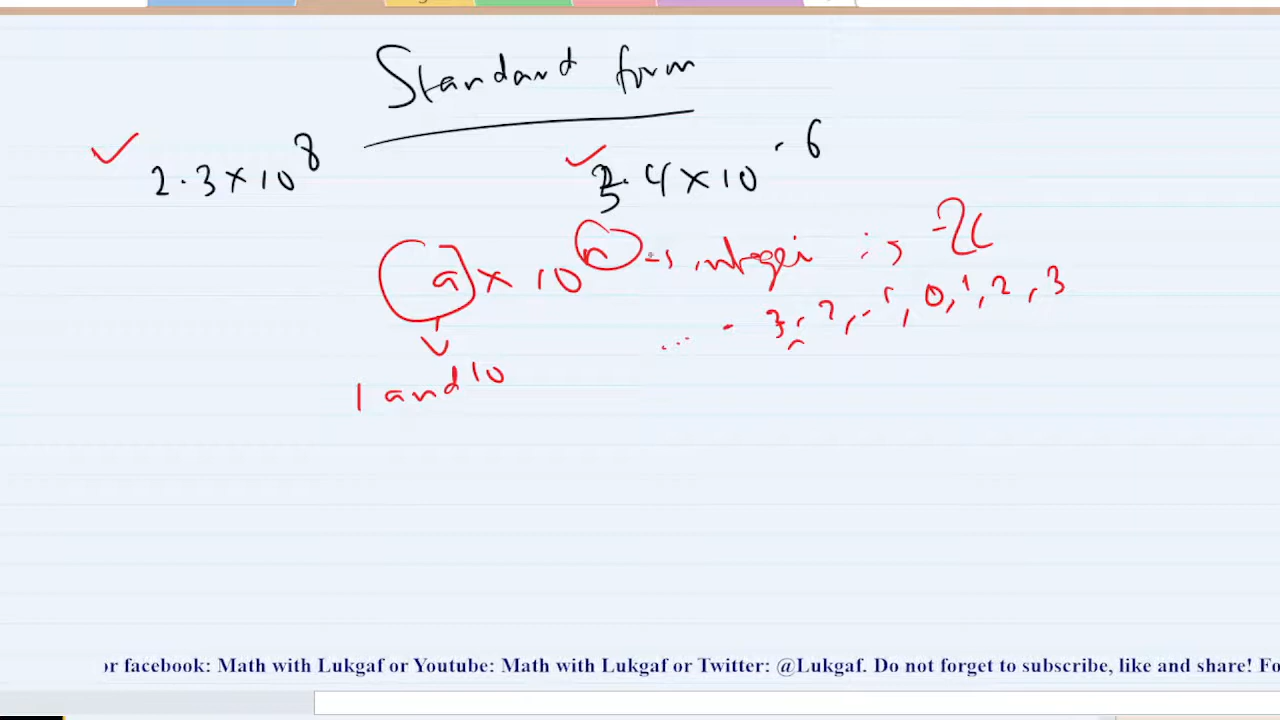 Standard form
2.3×10^8 3.4×10^-6
a×10^n → integer is
... - 3, 2, -1, 0, 1, 2, 3
1 and 10
or facebook: Math with Lukgaf or Youtube: Math with Lukgaf or Twitter: @Lukgaf. Do not forget to subscribe, like and share! Fo